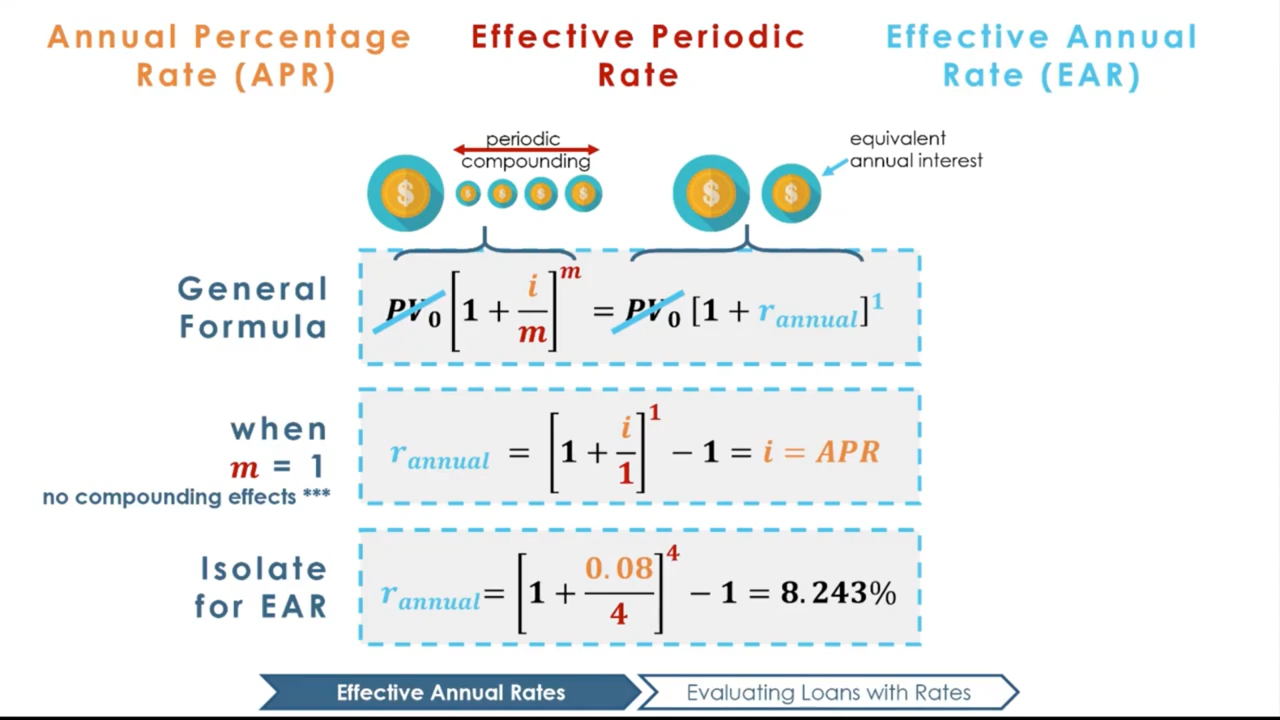 Annual Percentage
Rate (APR)
Effective Periodic
Rate
Effective Annual
Rate (EAR)
periodic
compounding
equivalent
annual interest
$ $ $ $ $ $ $
General
Formula
PV₀ [1 + i/m]^m = PV₀ [1 + r_annual]^1
when
m = 1
no compounding effects ***
r_annual = [1 + i/1]^1 − 1 = i = APR
Isolate
for EAR
r_annual = [1 + 0.08/4]^4 − 1 = 8.243%
Effective Annual Rates
Evaluating Loans with Rates